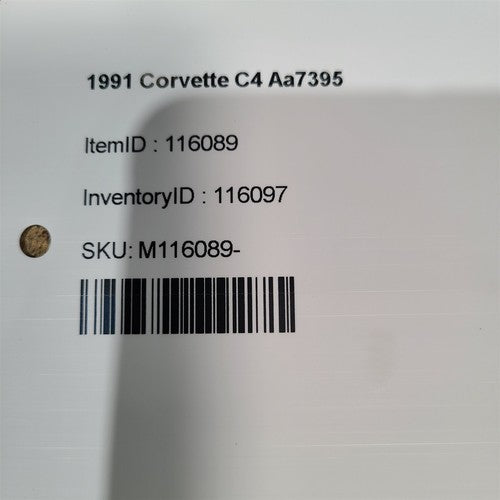 1991 Corvette C4 Aa7395
ItemID : 116089
InventoryID : 116097
SKU: M116089-